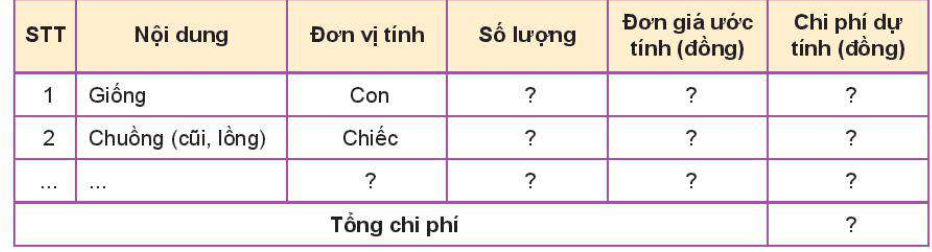 STT Nội dung Đơn vị tính Số lượng Đơn giá ước tính (đồng) Chi phí dự tính (đồng)
1 Giống Con ? ? ?
2 Chuồng (cũi, lồng) Chiếc ? ? ?
... ... ? ? ? ?
Tổng chi phí ?